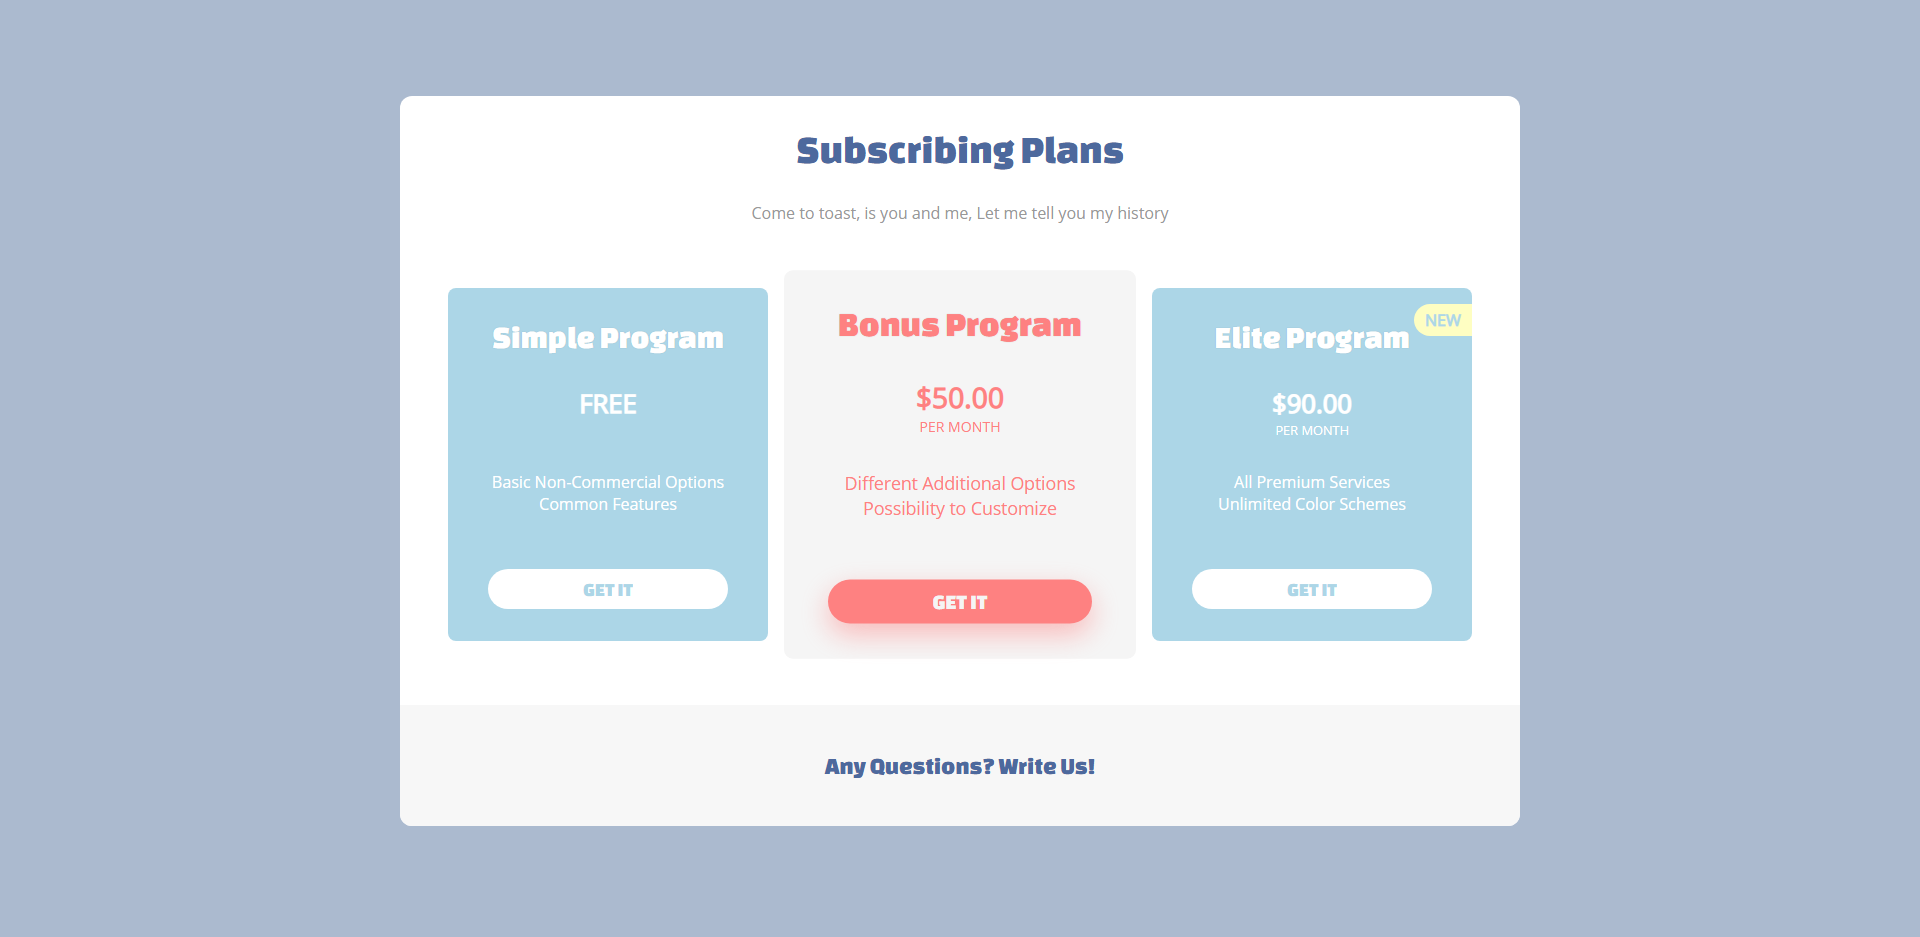 Subscribing Plans
Come to toast, is you and me, Let me tell you my history
Simple Program
FREE
Basic Non-Commercial Options
Common Features
GET IT
Bonus Program
$50.00
PER MONTH
Different Additional Options
Possibility to Customize
GET IT
NEW
Elite Program
$90.00
PER MONTH
All Premium Services
Unlimited Color Schemes
GET IT
Any Questions? Write Us!